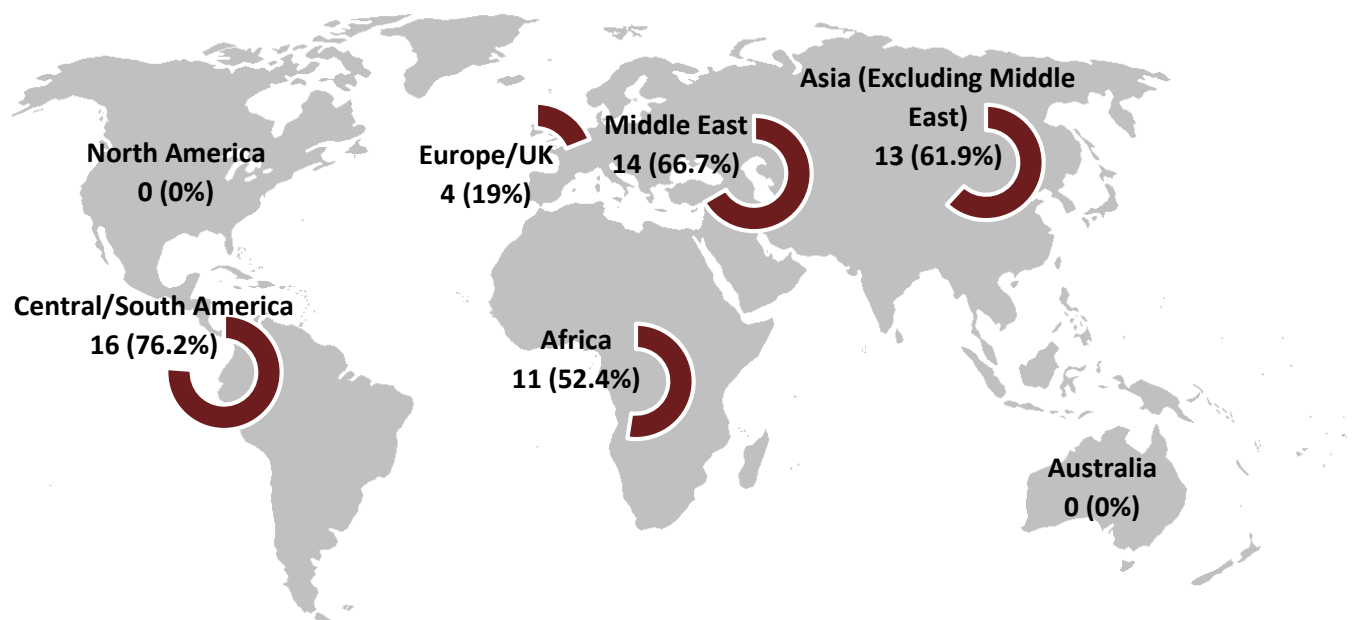 North America
0 (0%)
Europe/UK
4 (19%)
Middle East
14 (66.7%)
Asia (Excluding Middle
East)
13 (61.9%)
Central/South America
16 (76.2%)
Africa
11 (52.4%)
Australia
0 (0%)